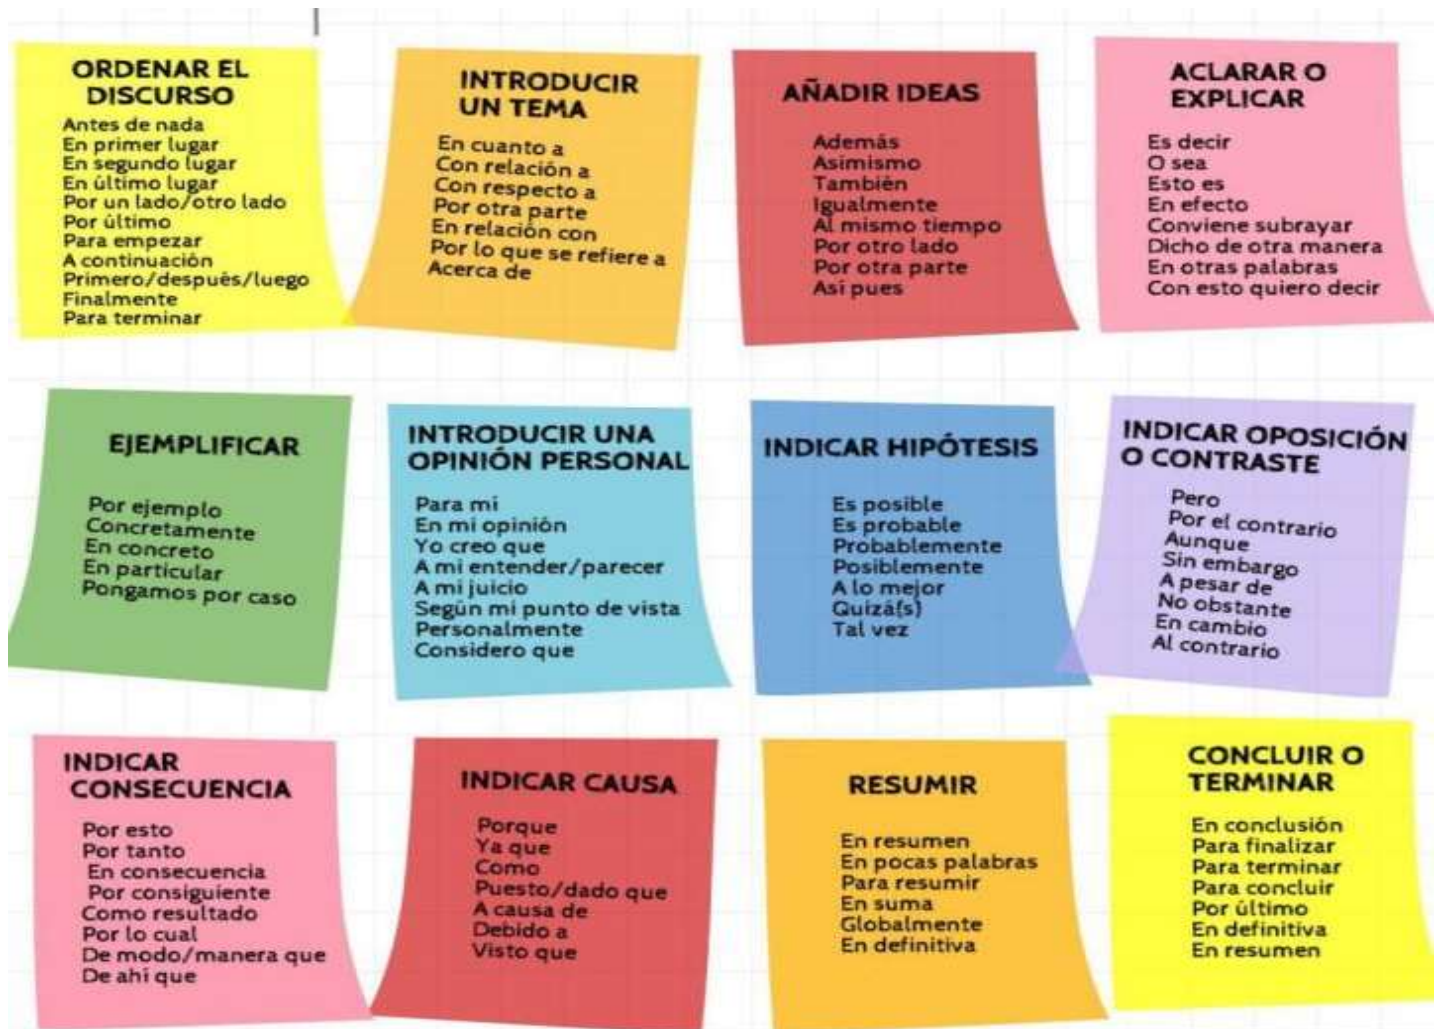 ORDENAR EL
DISCURSO
Antes de nada
En primer lugar
En segundo lugar
En último lugar
Por un lado/otro lado
Por último
Para empezar
A continuación
Primero/después/luego
Finalmente
Para terminar
INTRODUCIR
UN TEMA
En cuanto a
Con relación a
Con respecto a
Por otra parte
En relación con
Por lo que se refiere a
Acerca de
AÑADIR IDEAS
Además
Asimismo
También
Igualmente
Al mismo tiempo
Por otro lado
Por otra parte
Así pues
ACLARAR O
EXPLICAR
Es decir
O sea
Esto es
En efecto
Conviene subrayar
Dicho de otra manera
En otras palabras
Con esto quiero decir
EJEMPLIFICAR
Por ejemplo
Concretamente
En concreto
En particular
Pongamos por caso
INTRODUCIR UNA
OPINIÓN PERSONAL
Para mí
En mi opinión
Yo creo que
A mi entender/parecer
A mi juicio
Según mi punto de vista
Personalmente
Considero que
INDICAR HIPÓTESIS
Es posible
Es probable
Probablemente
Posiblemente
A lo mejor
Quizá(s)
Tal vez
INDICAR OPOSICIÓN
O CONTRASTE
Pero
Por el contrario
Aunque
Sin embargo
A pesar de
No obstante
En cambio
Al contrario
INDICAR
CONSECUENCIA
Por esto
Por tanto
En consecuencia
Por consiguiente
Como resultado
Por lo cual
De modo/manera que
De ahí que
INDICAR CAUSA
Porque
Ya que
Como
Puesto/dado que
A causa de
Debido a
Visto que
RESUMIR
En resumen
En pocas palabras
Para resumir
En suma
Globalmente
En definitiva
CONCLUIR O
TERMINAR
En conclusión
Para finalizar
Para terminar
Para concluir
Por último
En definitiva
En resumen